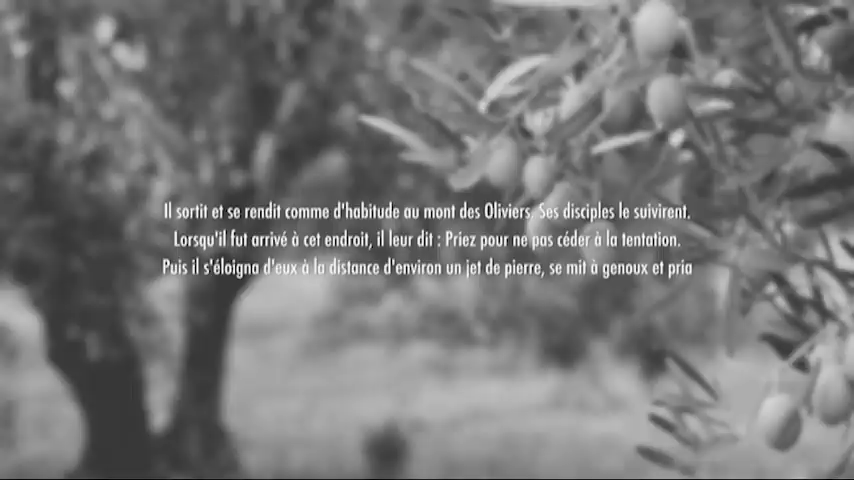 Il sortit et se rendit comme d'habitude au mont des Oliviers. Ses disciples le suivirent.
Lorsqu'il fut arrivé à cet endroit, il leur dit : Priez pour ne pas céder à la tentation.
Puis il s'éloigna d'eux à la distance d'environ un jet de pierre, se mit à genoux et pria